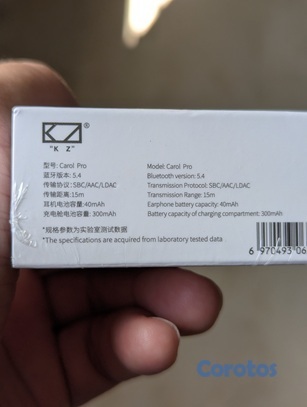 KZ®
"K Z"
型号: Carol Pro
蓝牙版本: 5.4
传输协议: SBC/AAC/LDAC
传输距离: 15m
耳机电池容量: 40mAh
充电舱电池容量: 300mAh
Model: Carol Pro
Bluetooth version: 5.4
Transmission Protocol: SBC/AAC/LDAC
Transmission Range: 15m
Earphone battery capacity: 40mAh
Battery capacity of charging compartment: 300mAh
*规格参数为实验室测试数据
*The specifications are acquired from laboratory tested data
6 970493 06
Corotos